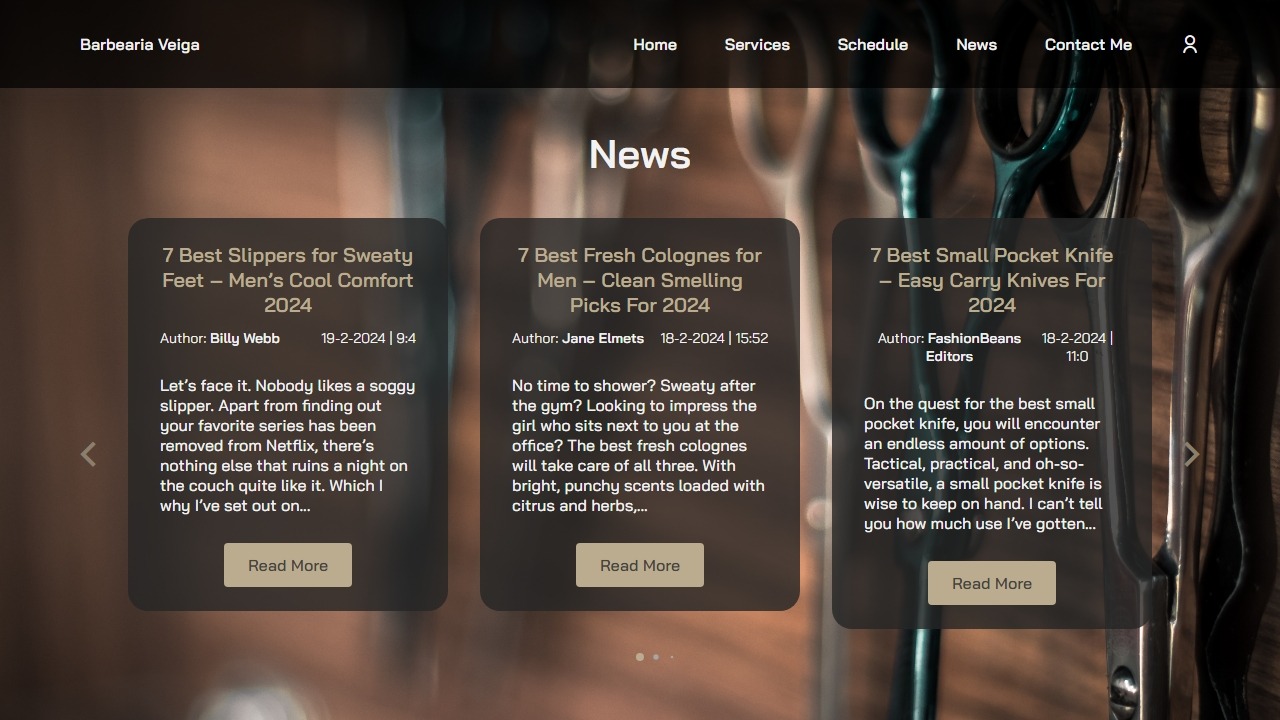 Barbearia Veiga
Home
Services
Schedule
News
Contact Me
News
7 Best Slippers for Sweaty
Feet – Men’s Cool Comfort
2024
Author: Billy Webb
19-2-2024 | 9:4
Let’s face it. Nobody likes a soggy
slipper. Apart from finding out
your favorite series has been
removed from Netflix, there’s
nothing else that ruins a night on
the couch quite like it. Which I
why I’ve set out on...
Read More
7 Best Fresh Colognes for
Men – Clean Smelling
Picks For 2024
Author: Jane Elmets
18-2-2024 | 15:52
No time to shower? Sweaty after
the gym? Looking to impress the
girl who sits next to you at the
office? The best fresh colognes
will take care of all three. With
bright, punchy scents loaded with
citrus and herbs,...
Read More
7 Best Small Pocket Knife
– Easy Carry Knives For
2024
Author: FashionBeans
Editors
18-2-2024 |
11:0
On the quest for the best small
pocket knife, you will encounter
an endless amount of options.
Tactical, practical, and oh-so-
versatile, a small pocket knife is
wise to keep on hand. I can’t tell
you how much use I’ve gotten...
Read More